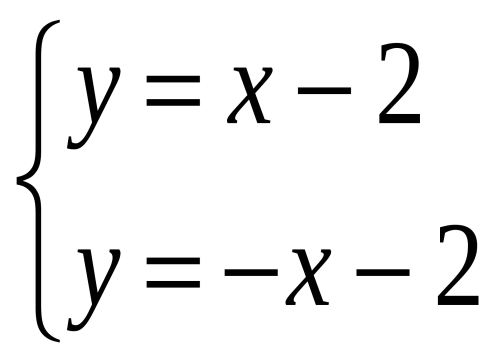 y = x − 2
y = −x − 2